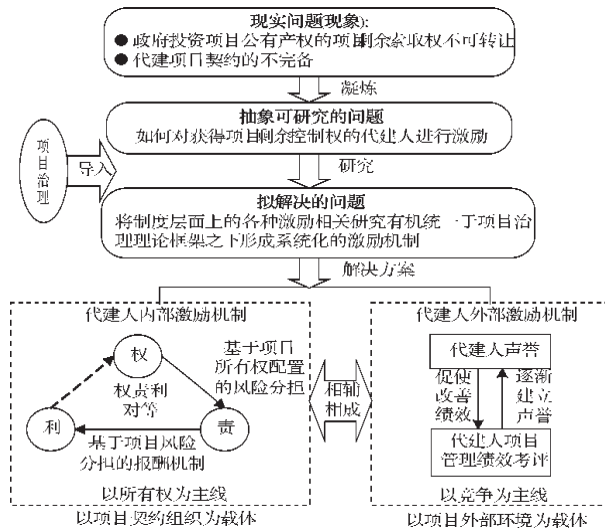 现实问题现象):
● 政府投资项目公有产权的项目剩余索取权不可转让
● 代建项目契约的不完备
凝炼
抽象可研究的问题
如何对获得项目剩余控制权的代建人进行激励
项目治理
导入
研究
拟解决的问题
将制度层面上的各种激励相关研究有机统一于项目治
理理论框架之下形成系统化的激励机制
解决方案
代建人内部激励机制
权
基于项目
所有权配置
的风险分担
权责利
对等
利
责
基于项目风险
分担的报酬机制
以所有权为主线
以项目契约组织为载体
相辅
相成
代建人外部激励机制
代建人声誉
促使
改善
绩效
逐渐
建立
声誉
代建人项目
管理绩效考评
以竞争为主线
以项目外部环境为载体